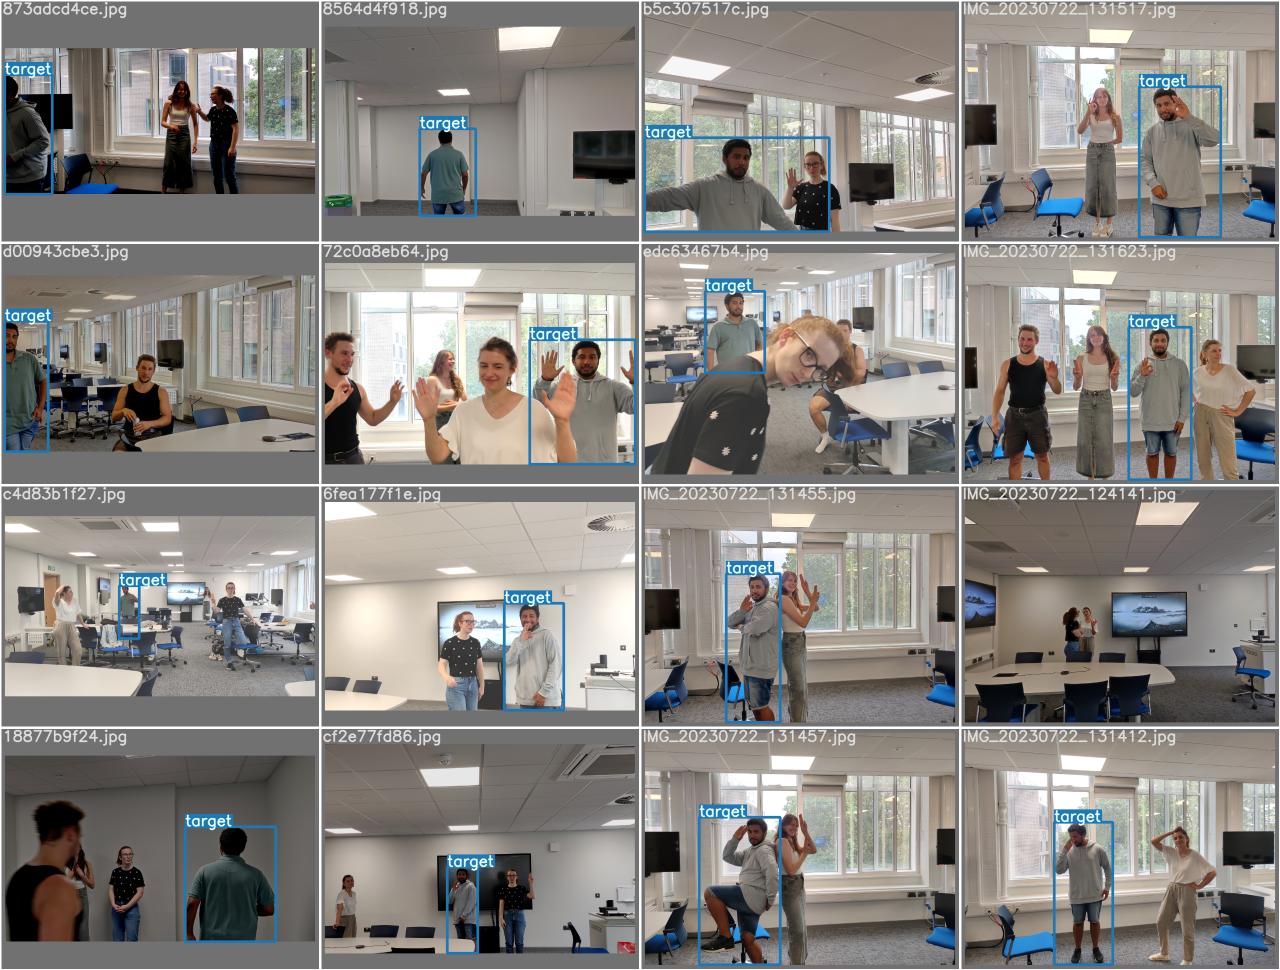 873adcd4ce.jpg
target
8564d4f918.jpg
target
b5c307517c.jpg
target
IMG_20230722_131517.jpg
target
d00943cbe3.jpg
target
72c0a8eb64.jpg
target
edc63467b4.jpg
target
IMG_20230722_131623.jpg
target
c4d83b1f27.jpg
target
6fea177f1e.jpg
target
IMG_20230722_131455.jpg
target
IMG_20230722_124141.jpg
18877b9f24.jpg
target
cf2e77fd86.jpg
target
IMG_20230722_131457.jpg
target
IMG_20230722_131412.jpg
target